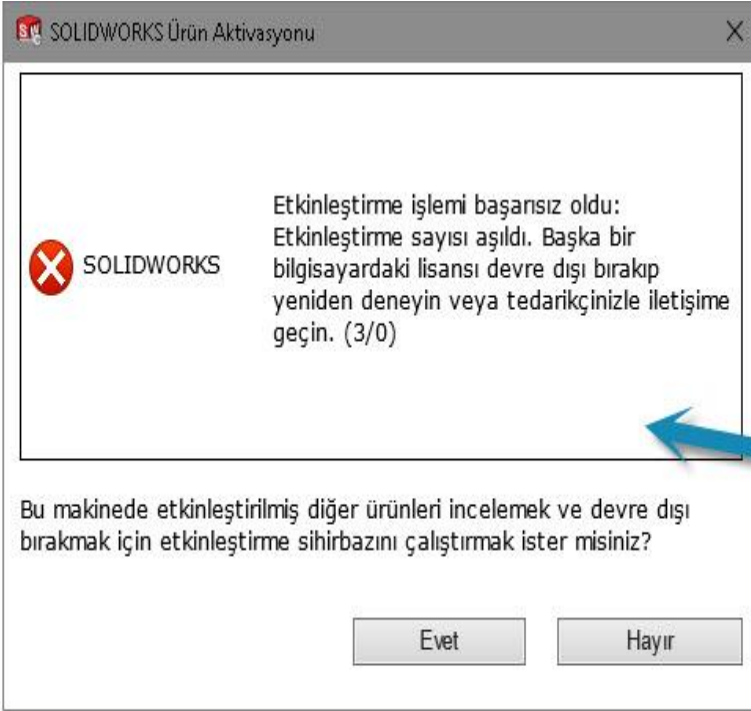 SOLIDWORKS Ürün Aktivasyonu
SOLIDWORKS
Etkinleştirme işlemi başarısız oldu:
Etkinleştirme sayısı aşıldı. Başka bir
bilgisayardaki lisansı devre dışı bırakıp
yeniden deneyin veya tedarikçinizle iletişime
geçin. (3/0)
Bu makinede etkinleştirilmiş diğer ürünleri incelemek ve devre dışı
bırakmak için etkinleştirme sihirbazını çalıştırmak ister misiniz?
Evet
Hayır